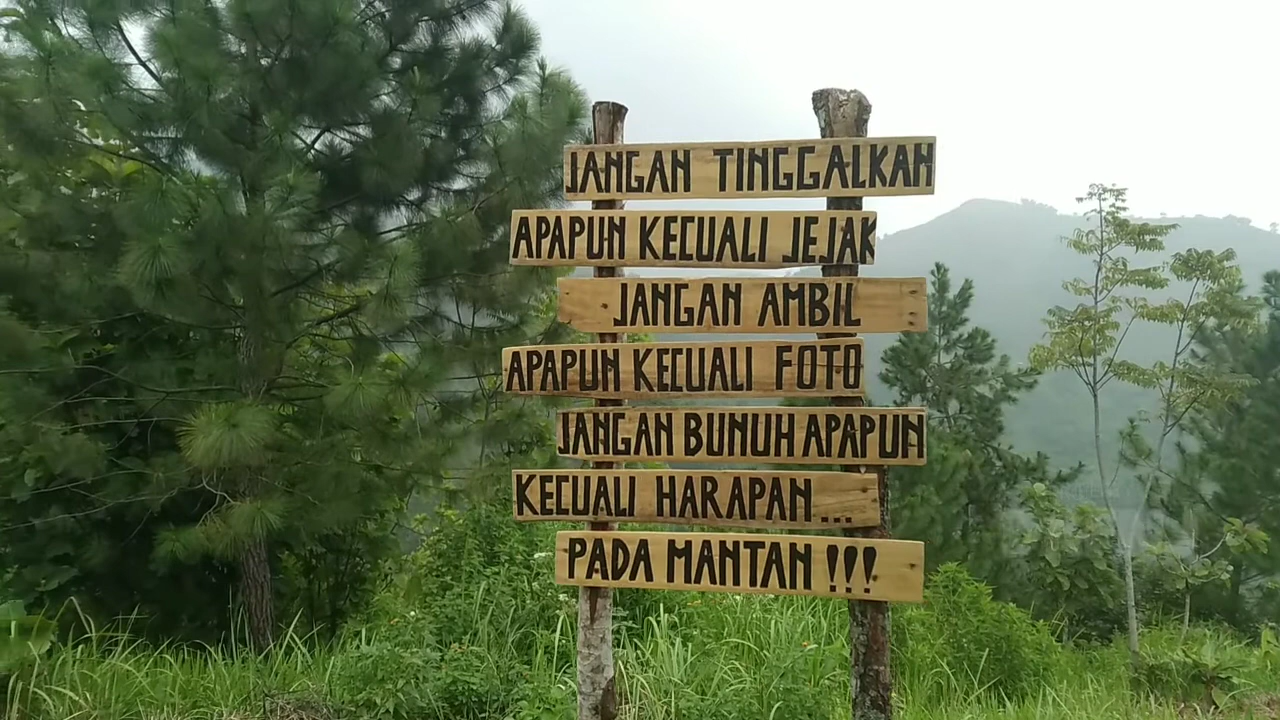 JANGAN TINGGALKAN
APAPUN KECUALI JEJAK
JANGAN AMBIL
APAPUN KECUALI FOTO
JANGAN BUNUH APAPUN
KECUALI HARAPAN...
PADA MANTAN !!!